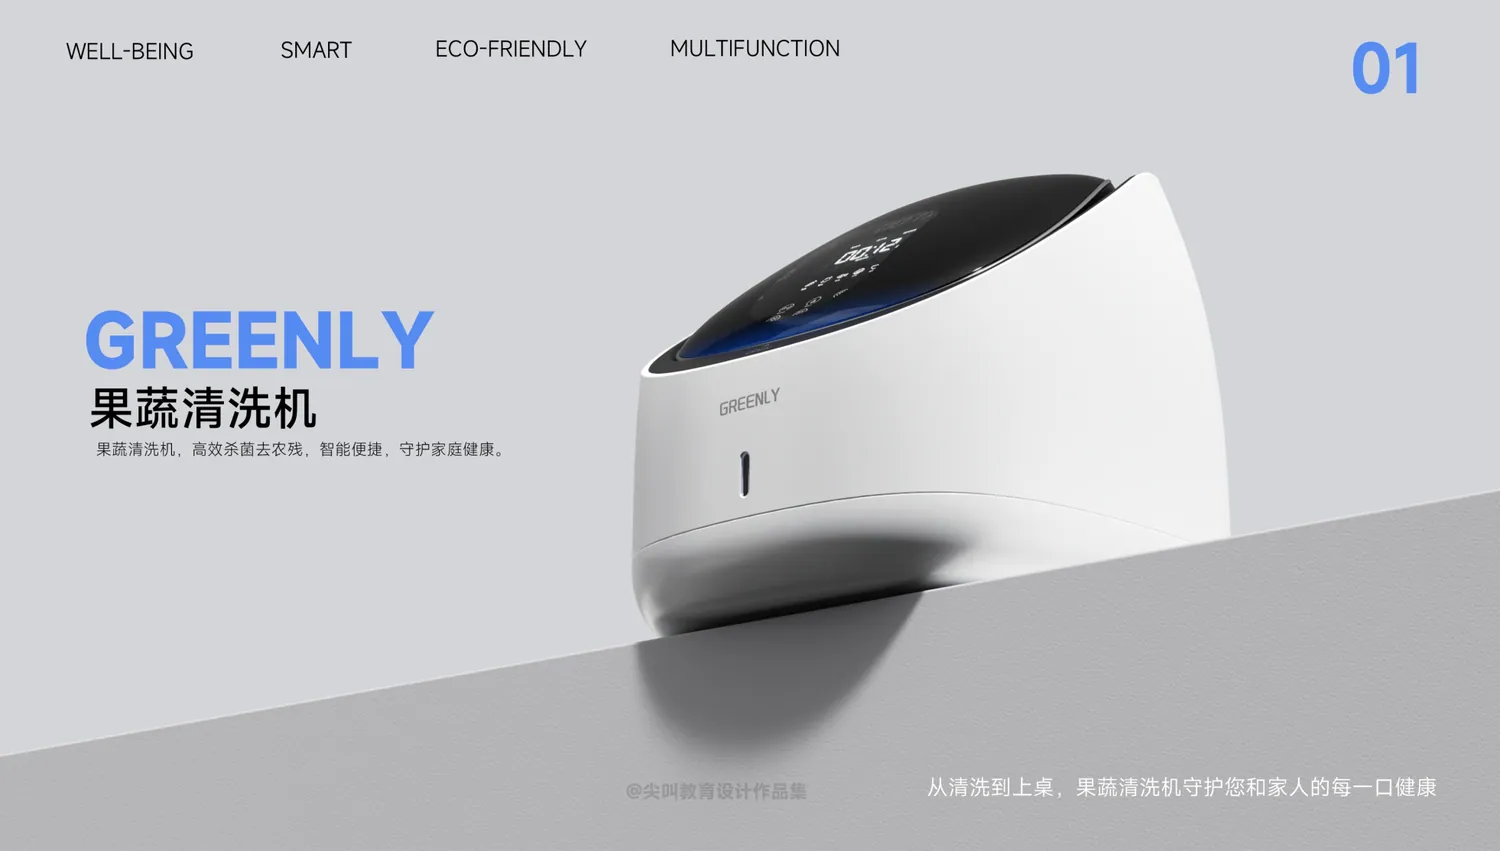 WELL-BEING SMART ECO-FRIENDLY MULTIFUNCTION
01
00:12
GREENLY
果蔬清洗机
果蔬清洗机，高效杀菌去农残，智能便捷，守护家庭健康。
GREENLY
@尖叫教育设计作品集
从清洗到上桌，果蔬清洗机守护您和家人的每一口健康